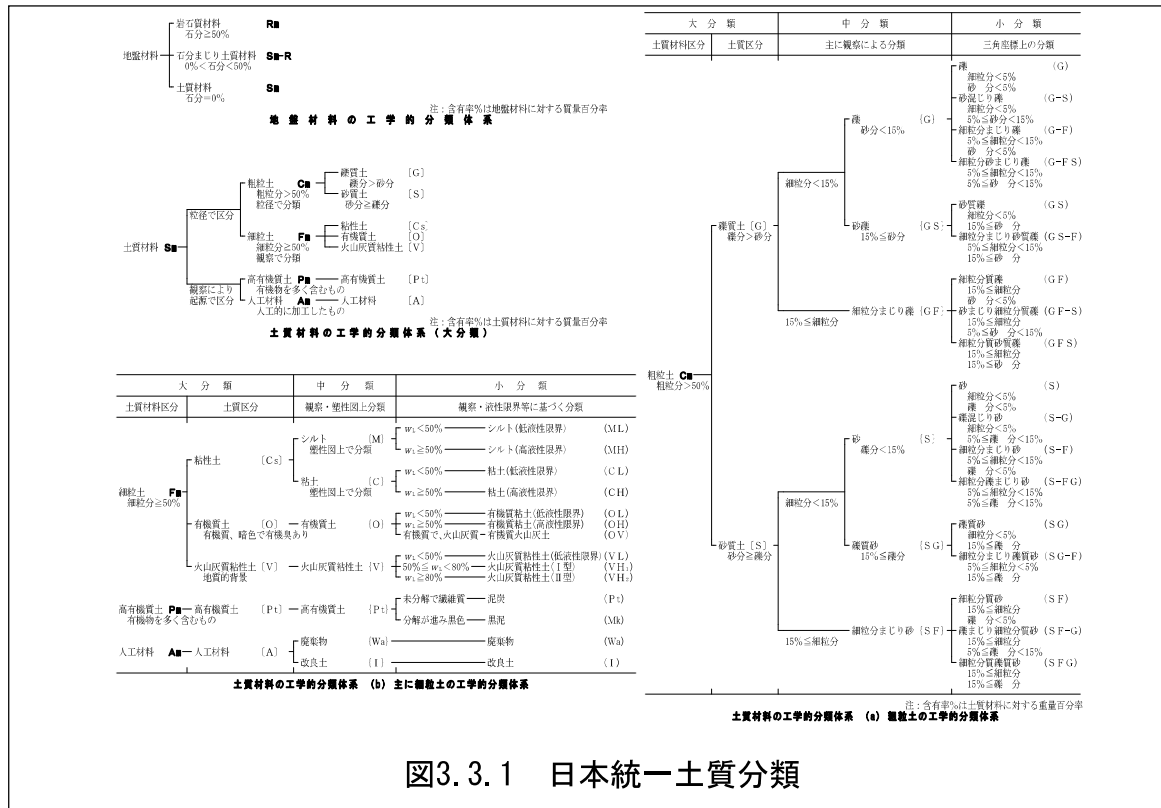 岩石質材料 Rm
石分≧50%
地盤材料 石分まじり土質材料 Sm-R
0%<石分<50%
土質材料 Sm
石分=0%
注:含有率%は地盤材料に対する質量百分率
地盤材料の工学的分類体系
粗粒土 Cm 礫質土 [G]
粗粒分>50% 礫分>砂分
粒径で分類 砂質土 [S]
粒径で区分 砂分≧礫分
細粒土 Fm 粘性土 [Cs]
細粒分≧50% 有機質土 [O]
観察で分類 火山灰質粘性土 [V]
土質材料 Sm
高有機質土 Pm 高有機質土 [Pt]
観察により 有機物を多く含むもの
起源で区分 人工材料 Am 人工材料 [A]
人工的に加工したもの
注:含有率%は土質材料に対する質量百分率
土質材料の工学的分類体系(大分類)
大 分 類 中 分 類 小 分 類
土質材料区分 土質区分 観察・塑性図上分類 観察・液性限界等に基づく分類
シルト {M} wL<50% シルト(低液性限界) (ML)
塑性図上で分類 wL≧50% シルト(高液性限界) (MH)
粘性土 [Cs]
粘土 {C} wL<50% 粘土(低液性限界) (CL)
塑性図上で分類 wL≧50% 粘土(高液性限界) (CH)
細粒土 Fm
細粒分≧50%
wL<50% 有機質粘土(低液性限界) (OL)
有機質土 [O] 有機質土 {O} wL≧50% 有機質粘土(高液性限界) (OH)
有機質、暗色で有機臭あり 有機質で、火山灰質 有機質火山灰土 (OV)
wL<50% 火山灰質粘性土(低液性限界) (VL)
火山灰質粘性土 [V] 火山灰質粘性土 {V} 50%≦wL<80% 火山灰質粘性土(Ⅰ型) (VH1)
地質的背景 wL≧80% 火山灰質粘性土(Ⅱ型) (VH2)
未分解で繊維質 泥炭 (Pt)
高有機質土 Pm 高有機質土 [Pt] 高有機質土 {Pt}
有機物を多く含むもの 分解が進み黒色 黒泥 (Mk)
廃棄物 {Wa} 廃棄物 (Wa)
人工材料 Am 人工材料 [A]
改良土 {I} 改良土 (I)
土質材料の工学的分類体系 (b) 主に細粒土の工学的分類体系
大 分 類 中 分 類 小 分 類
土質材料区分 土質区分 主に観察による分類 三角座標上の分類
粗粒土 Cm
粗粒分>50%
礫質土 [G]
礫分>砂分
細粒分<15%
礫 {G}
砂分<15%
礫 (G)
細粒分<5%
砂 分<5%
砂混じり礫 (G-S)
細粒分<5%
5%≦砂分<15%
細粒分まじり礫 (G-F)
5%≦細粒分<15%
砂 分<5%
細粒分砂まじり礫 (G-FS)
5%≦細粒分<15%
5%≦砂 分<15%
砂礫 {GS}
15%≦砂分
砂質礫 (GS)
細粒分<5%
15%≦砂 分
細粒分まじり砂質礫 (GS-F)
5%≦細粒分<15%
15%≦砂 分
15%≦細粒分
細粒分まじり礫 {GF}
細粒分質礫 (GF)
15%≦細粒分
砂 分<5%
砂まじり細粒分質礫 (GF-S)
15%≦細粒分
5%≦砂 分<15%
細粒分質砂質礫 (GFS)
15%≦細粒分
15%≦砂 分
砂質土 [S]
砂分≧礫分
細粒分<15%
砂 {S}
礫分<15%
砂 (S)
細粒分<5%
礫 分<5%
礫混じり砂 (S-G)
細粒分<5%
5%≦礫 分<15%
細粒分まじり砂 (S-F)
5%≦細粒分<15%
礫 分<5%
細粒分礫まじり砂 (S-FG)
5%≦細粒分<15%
5%≦礫 分<15%
礫質砂 {SG}
15%≦礫分
礫質砂 (SG)
細粒分<5%
15%≦礫 分
細粒分まじり礫質砂 (SG-F)
5%≦細粒分<5%
15%≦礫 分
15%≦細粒分
細粒分まじり砂 {SF}
細粒分質砂 (SF)
15%≦細粒分
礫 分<5%
礫まじり細粒分質砂 (SF-G)
15%≦細粒分
5%≦礫 分<15%
細粒分質礫質砂 (SFG)
15%≦細粒分
15%≦礫 分
注:含有率%は土質材料に対する重量百分率
土質材料の工学的分類体系 (a) 粗粒土の工学的分類体系
図3.3.1 日本統一土質分類